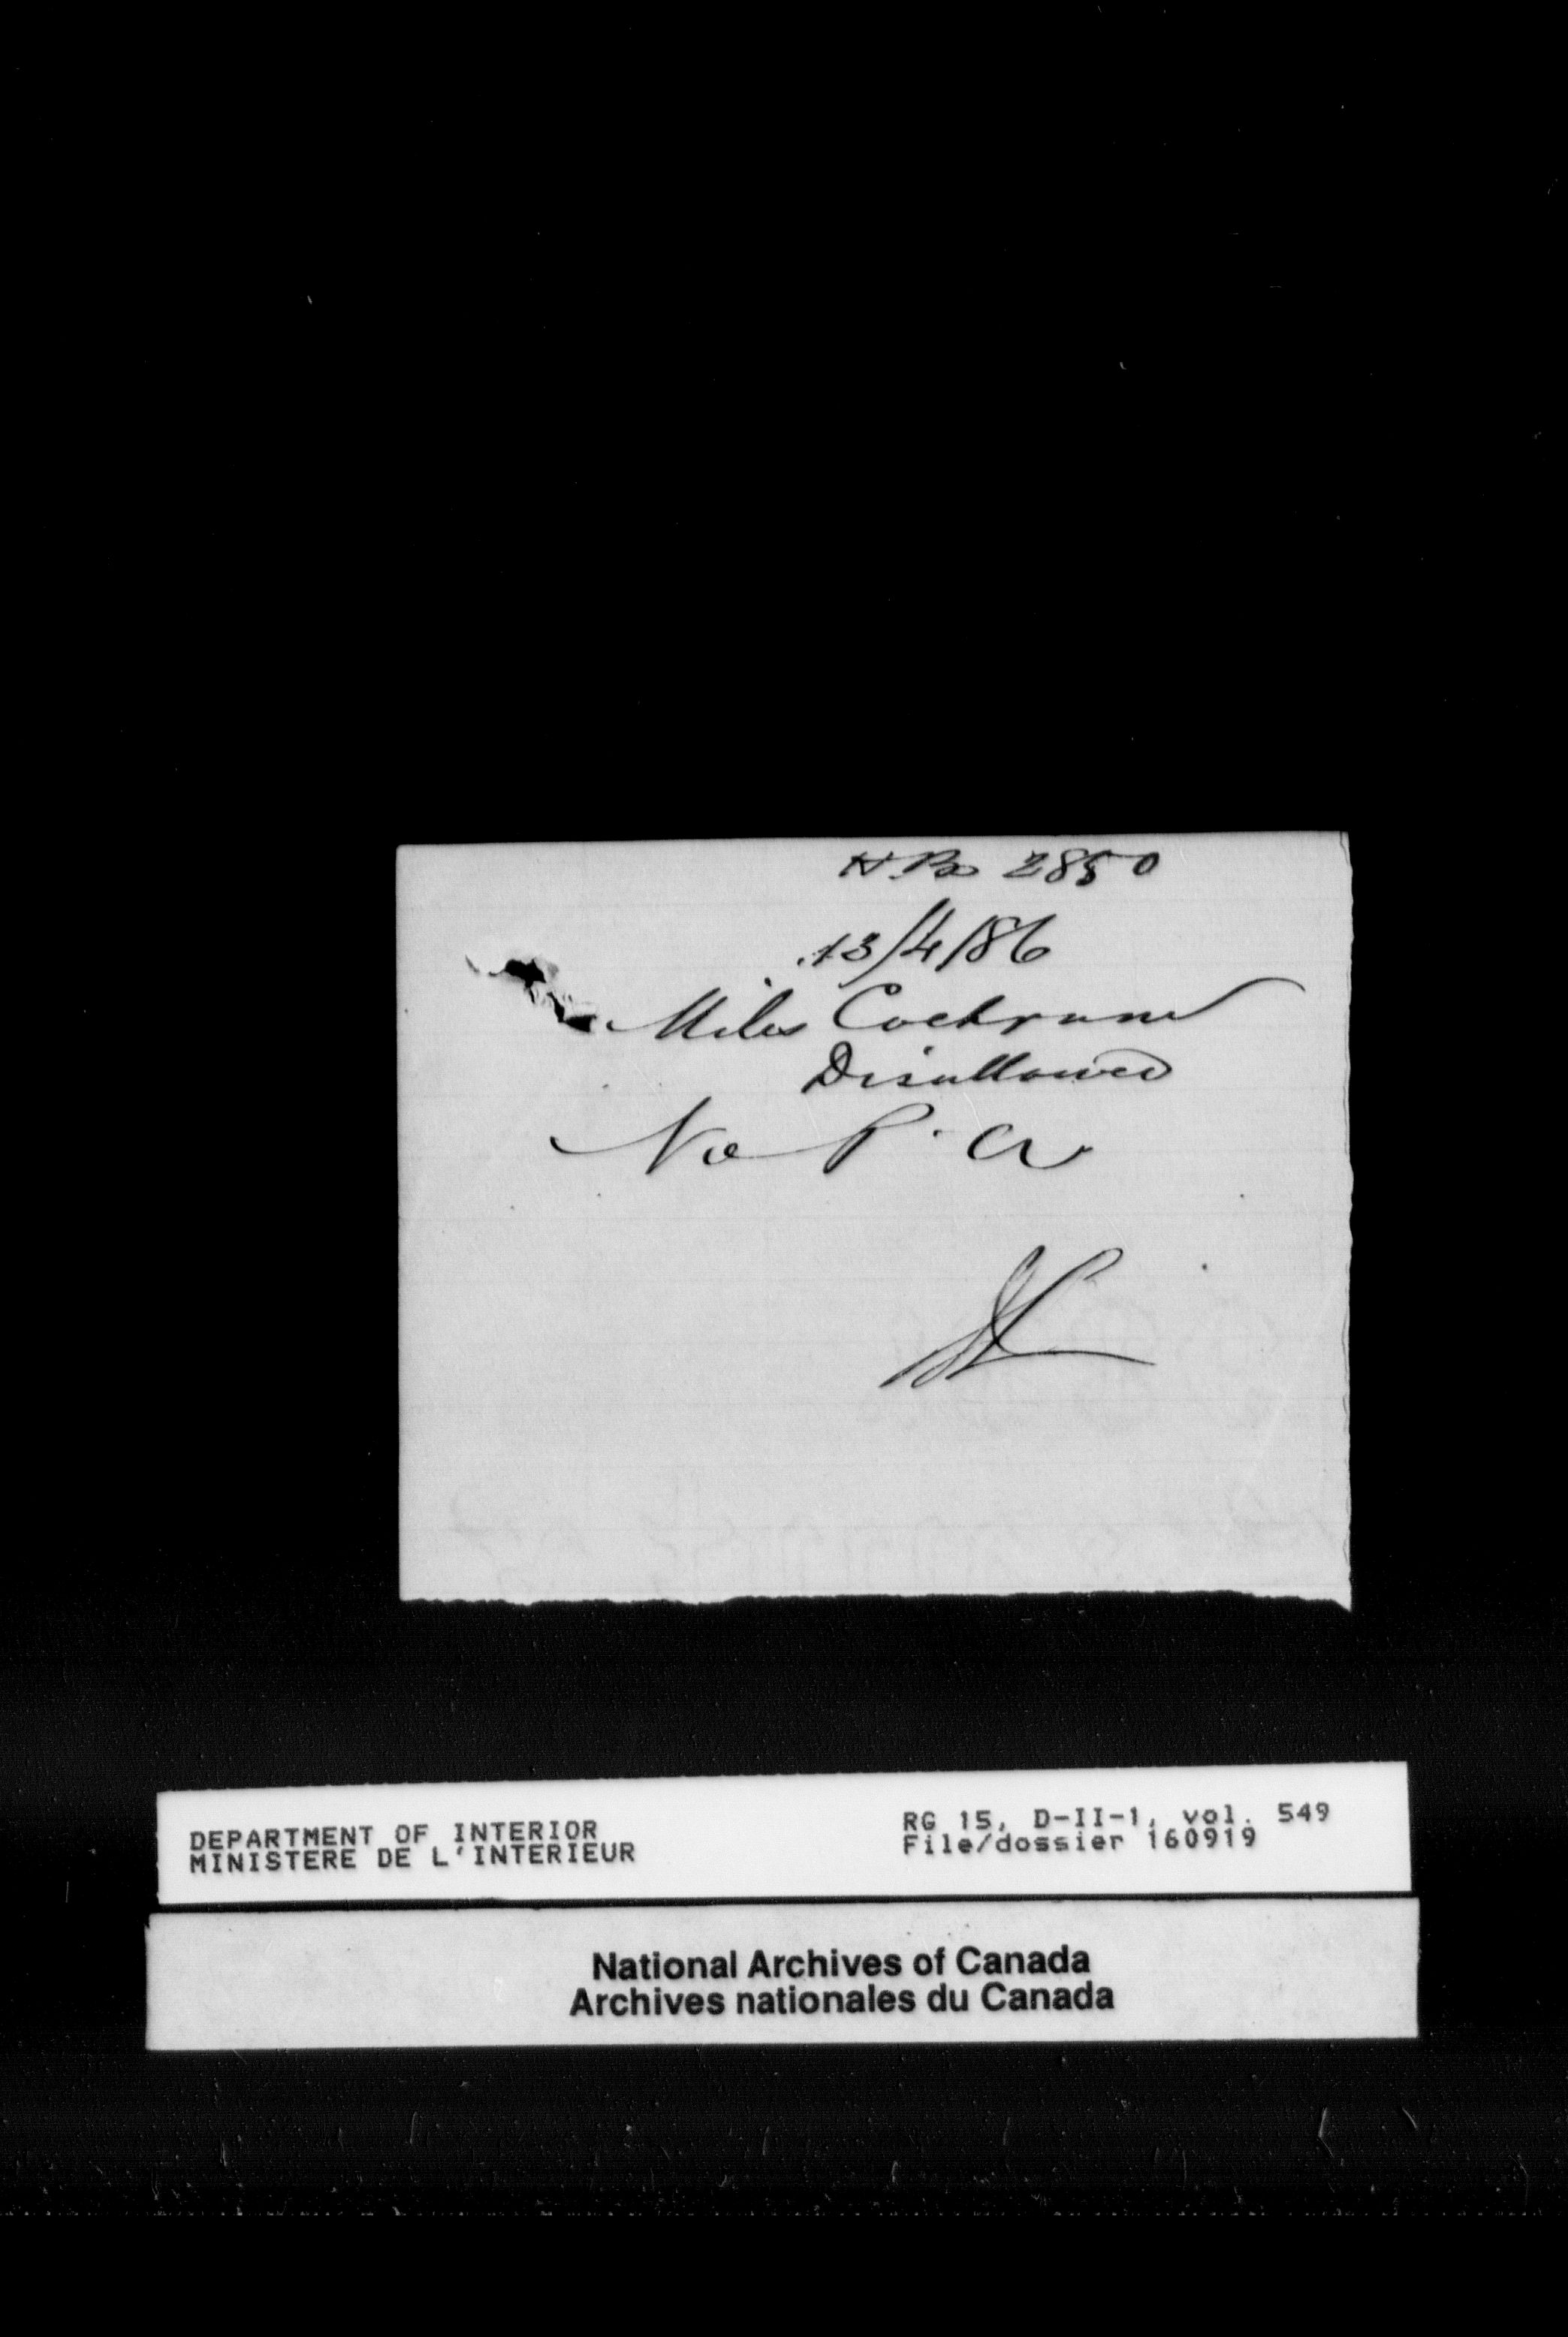 H.B. 2850
13/4/86
Miles Cochrane
Disallowed
No P. A
DEPARTMENT OF INTERIOR
MINISTERE DE L'INTERIEUR
RG 15, D-II-1, vol. 549
File/dossier 160919
National Archives of Canada
Archives nationales du Canada